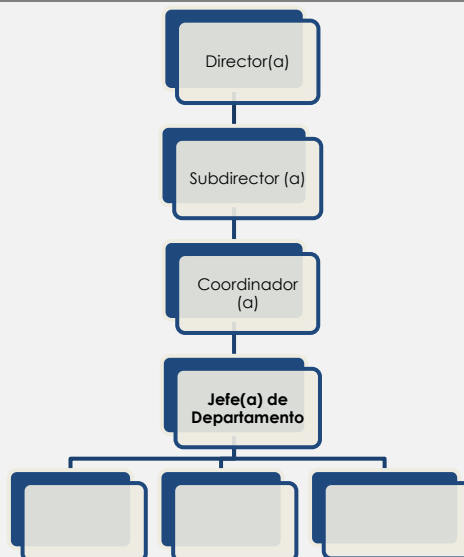 Director(a)
Subdirector (a)
Coordinador
(a)
Jefe(a) de
Departamento